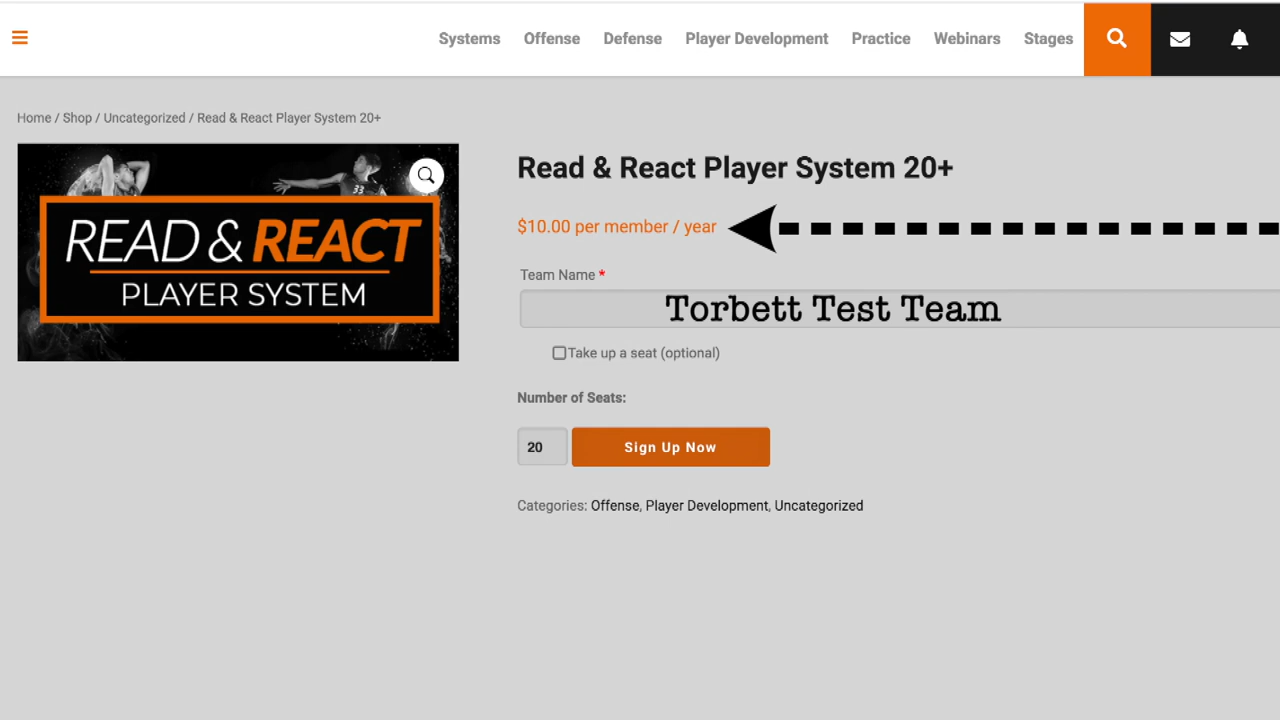 Systems Offense Defense Player Development Practice Webinars Stages
Home / Shop / Uncategorized / Read & React Player System 20+
33
READ & REACT
PLAYER SYSTEM
Read & React Player System 20+
$10.00 per member / year
Team Name *
Torbett Test Team
Take up a seat (optional)
Number of Seats:
20 Sign Up Now
Categories: Offense, Player Development, Uncategorized